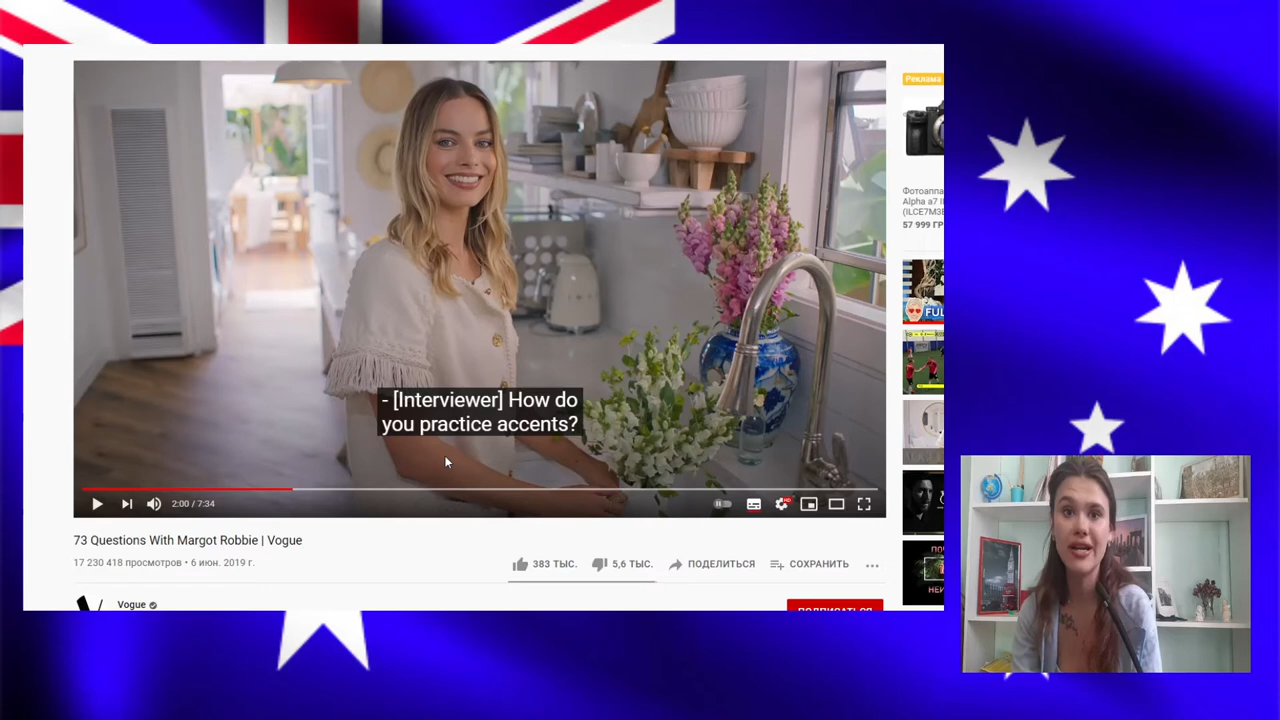 Реклама
- [Interviewer] How do
you practice accents?
Alpha a7 I
(ILCE7M3
57 999 ГР
FUL
2:00 / 7:34
HD
73 Questions With Margot Robbie | Vogue
17 230 418 просмотров • 6 июн. 2019 г.
383 ТЫС.
5,6 ТЫС.
ПОДЕЛИТЬСЯ
СОХРАНИТЬ
Vogue
ПОДПИСАТЬСЯ